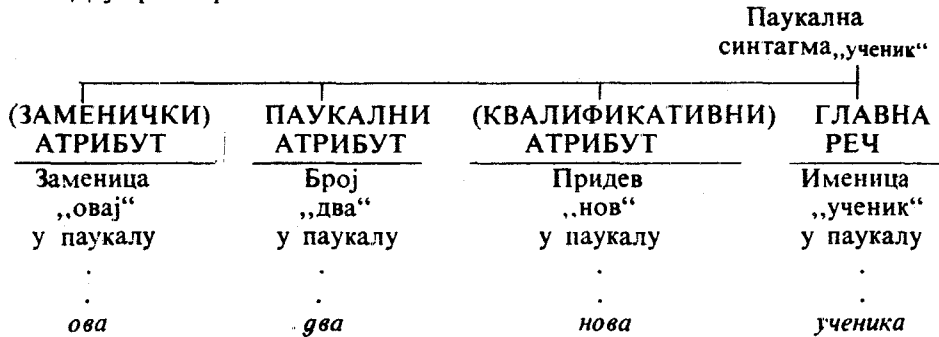 Паукална
синтагма,,ученик“
(ЗАМЕНИЧКИ) ПАУКАЛНИ (КВАЛИФИКАТИВНИ) ГЛАВНА
АТРИБУТ АТРИБУТ АТРИБУТ РЕЧ
Заменица Број Придев Именица
,,овај“ ,,два“ ,,нов“ ,,ученик“
у паукалу у паукалу у паукалу у паукалу
. . . .
. . . .
ова два нова ученика